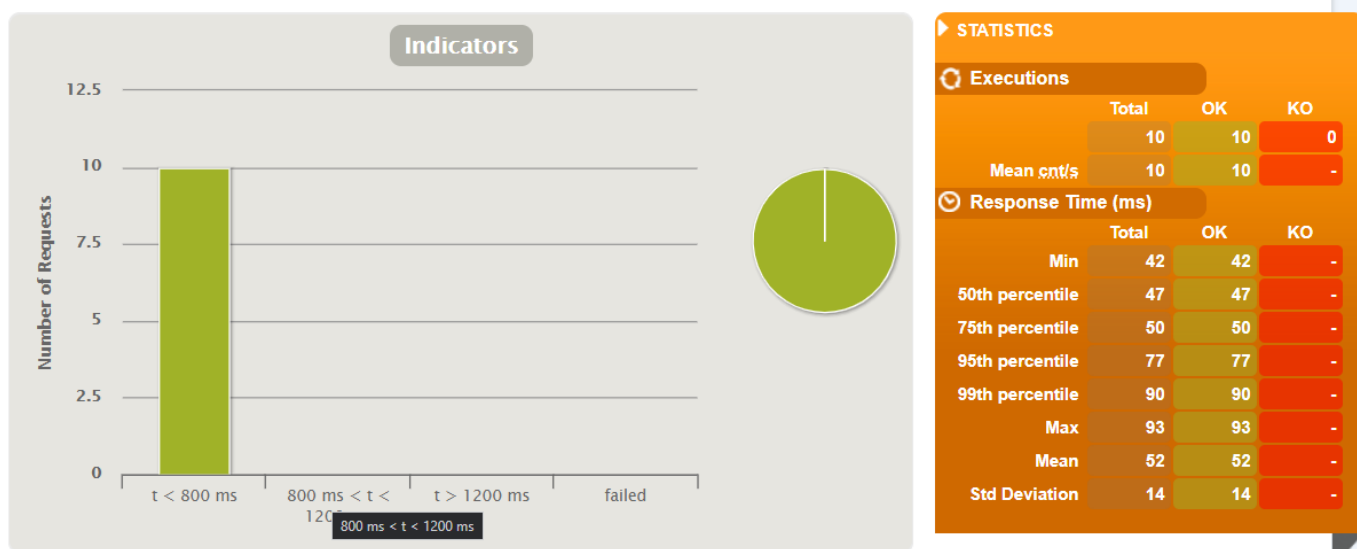 Indicators
Number of Requests
12.5
10
7.5
5
2.5
0
t < 800 ms
800 ms < t <
t > 1200 ms
failed
800 ms < t < 1200 ms
STATISTICS
Executions
Total OK KO
10 10 0
Mean cnt/s 10 10 -
Response Time (ms)
Total OK KO
Min 42 42 -
50th percentile 47 47 -
75th percentile 50 50 -
95th percentile 77 77 -
99th percentile 90 90 -
Max 93 93 -
Mean 52 52 -
Std Deviation 14 14 -